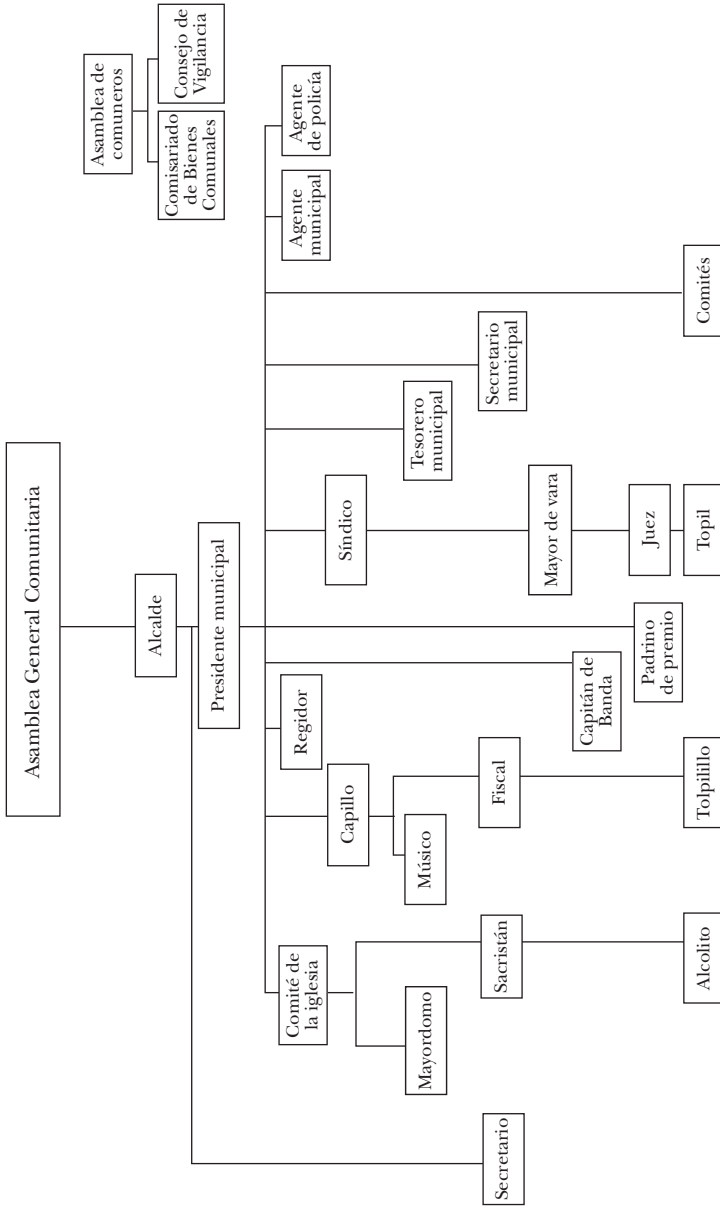 Asamblea General Comunitaria
Alcalde
Presidente municipal
Secretario
Comité de
la iglesia
Mayordomo
Sacristán
Alcolito
Capillo
Músico
Fiscal
Tolpilillo
Regidor
Capitán de
Banda
Padrino
de premio
Síndico
Mayor de vara
Juez
Topil
Tesorero
municipal
Secretario
municipal
Comités
Agente
municipal
Agente
de policía
Asamblea de
comuneros
Comisariado
de Bienes
Comunales
Consejo de
Vigilancia